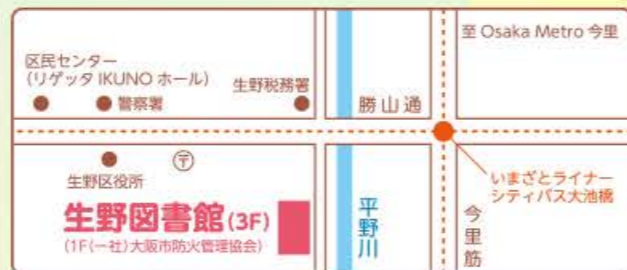 至 Osaka Metro 今里
区民センター
(リゲッタ IKUNO ホール)
生野税務署
警察署
勝山通
〒
生野区役所
いまざとライナー
シティバス大池橋
生野図書館(3F)
(1F(一社)大阪市防火管理協会)
平野川
今里筋